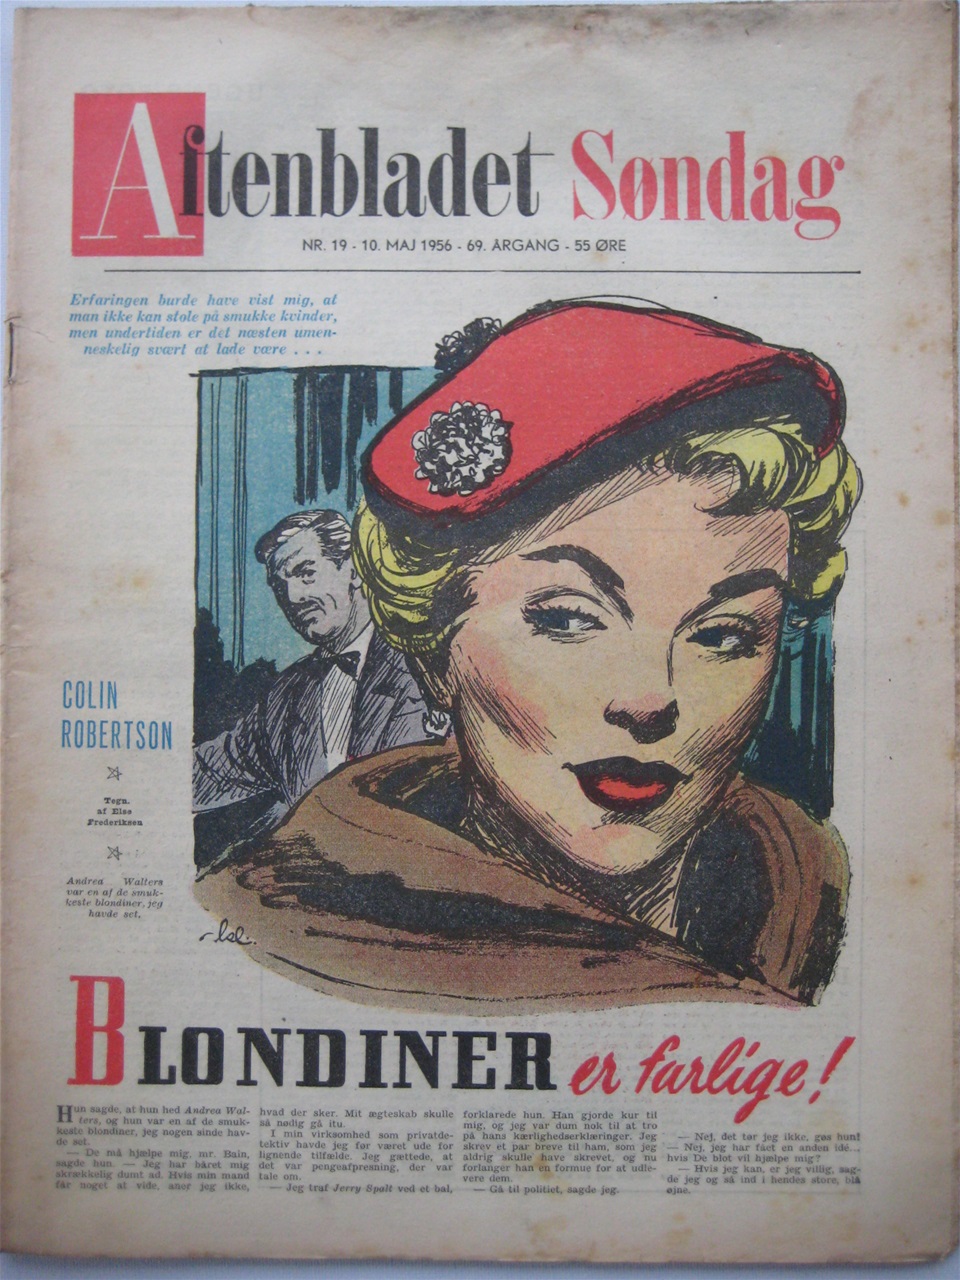 Aftenbladet Søndag
NR. 19 - 10. MAJ 1956 - 69. ÅRGANG - 55 ØRE
Erfaringen burde have vist mig, at
man ikke kan stole på smukke kvinder,
men undertiden er det næsten umen-
neskelig svært at lade være . . .
COLIN
ROBERTSON
Tegn.
af Else
Frederiksen
Andrea Walters
var en af de smuk-
keste blondiner, jeg
havde set.
BLONDINER er farlige!
Hun sagde, at hun hed Andrea Wal-
ters, og hun var en af de smuk-
keste blondiner, jeg nogen sinde hav-
de set.
— De må hjælpe mig, mr. Bain,
sagde hun. — Jeg har båret mig
skrækkelig dumt ad. Hvis min mand
får noget at vide, aner jeg ikke,
hvad der sker. Mit ægteskab skulle
så nødig gå itu.
I min virksomhed som privatde-
tektiv havde jeg før været ude for
lignende tilfælde. Jeg gættede, at
det var pengeafpresning, der var
tale om.
— Jeg traf Jerry Spalt ved et bal,
forklarede hun. Han gjorde kur til
mig, og jeg var dum nok til at tro
på hans kærlighedserklæringer. Jeg
skrev et par breve til ham, som jeg
aldrig skulle have skrevet, og nu
forlanger han en formue for at udle-
vere dem.
— Gå til politiet, sagde jeg.
— Nej, det tør jeg ikke, gøs hun!
— Nej, jeg har fået en anden ide...
hvis De blot vil hjælpe mig?
— Hvis jeg kan, er jeg villig, sag-
de jeg og så ind i hendes store, blå
øjne.